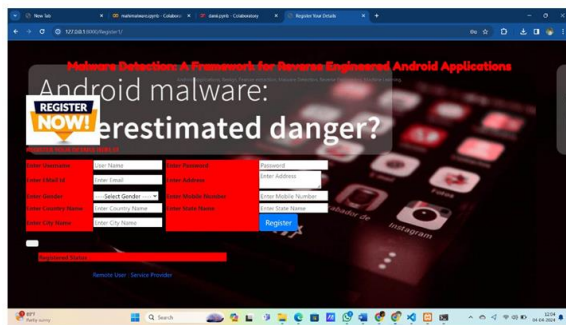 New Tab
Register Your Details
127.0.0.1:8000/Register1/
Malware Detection: A Framework for Reverse Engineered Android Applications
Android malware:
REGISTER
NOW!
erestimated danger?
Enter Username
User Name
Enter Password
Password
Enter EMail Id
Enter Email
Enter Address
Enter Address
Enter Gender
Select Gender
Enter Mobile Number
Enter Mobile Number
Enter Country Name
Enter Country Name
Enter State Name
Enter State Name
Enter City Name
Enter City Name
Register
Registered Status
Remote User
Service Provider
Instagram
Search